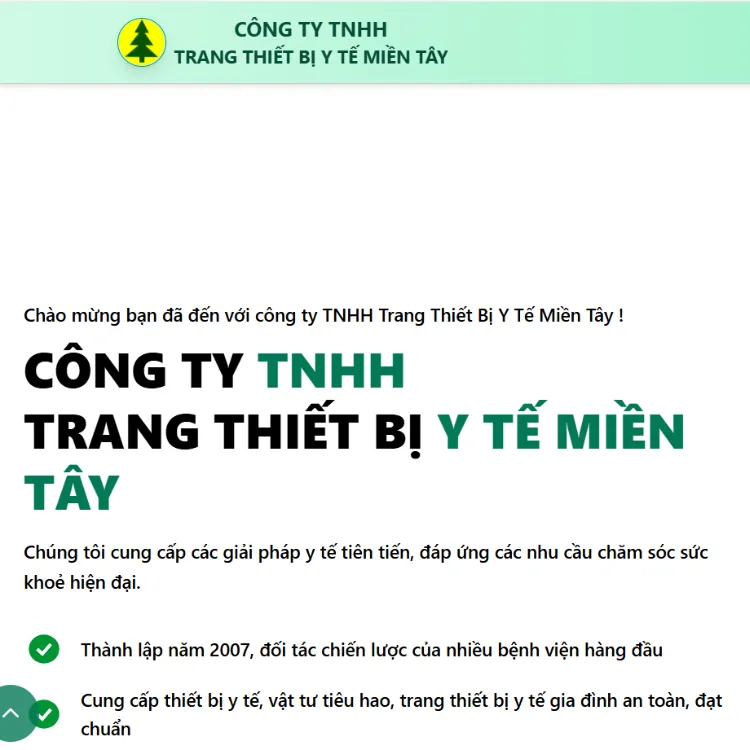 CÔNG TY TNHH
TRANG THIẾT BỊ Y TẾ MIỀN TÂY
Chào mừng bạn đã đến với công ty TNHH Trang Thiết Bị Y Tế Miền Tây !
CÔNG TY TNHH
TRANG THIẾT BỊ Y TẾ MIỀN
TÂY
Chúng tôi cung cấp các giải pháp y tế tiên tiến, đáp ứng các nhu cầu chăm sóc sức
khoẻ hiện đại.
Thành lập năm 2007, đối tác chiến lược của nhiều bệnh viện hàng đầu
Cung cấp thiết bị y tế, vật tư tiêu hao, trang thiết bị y tế gia đình an toàn, đạt
chuẩn